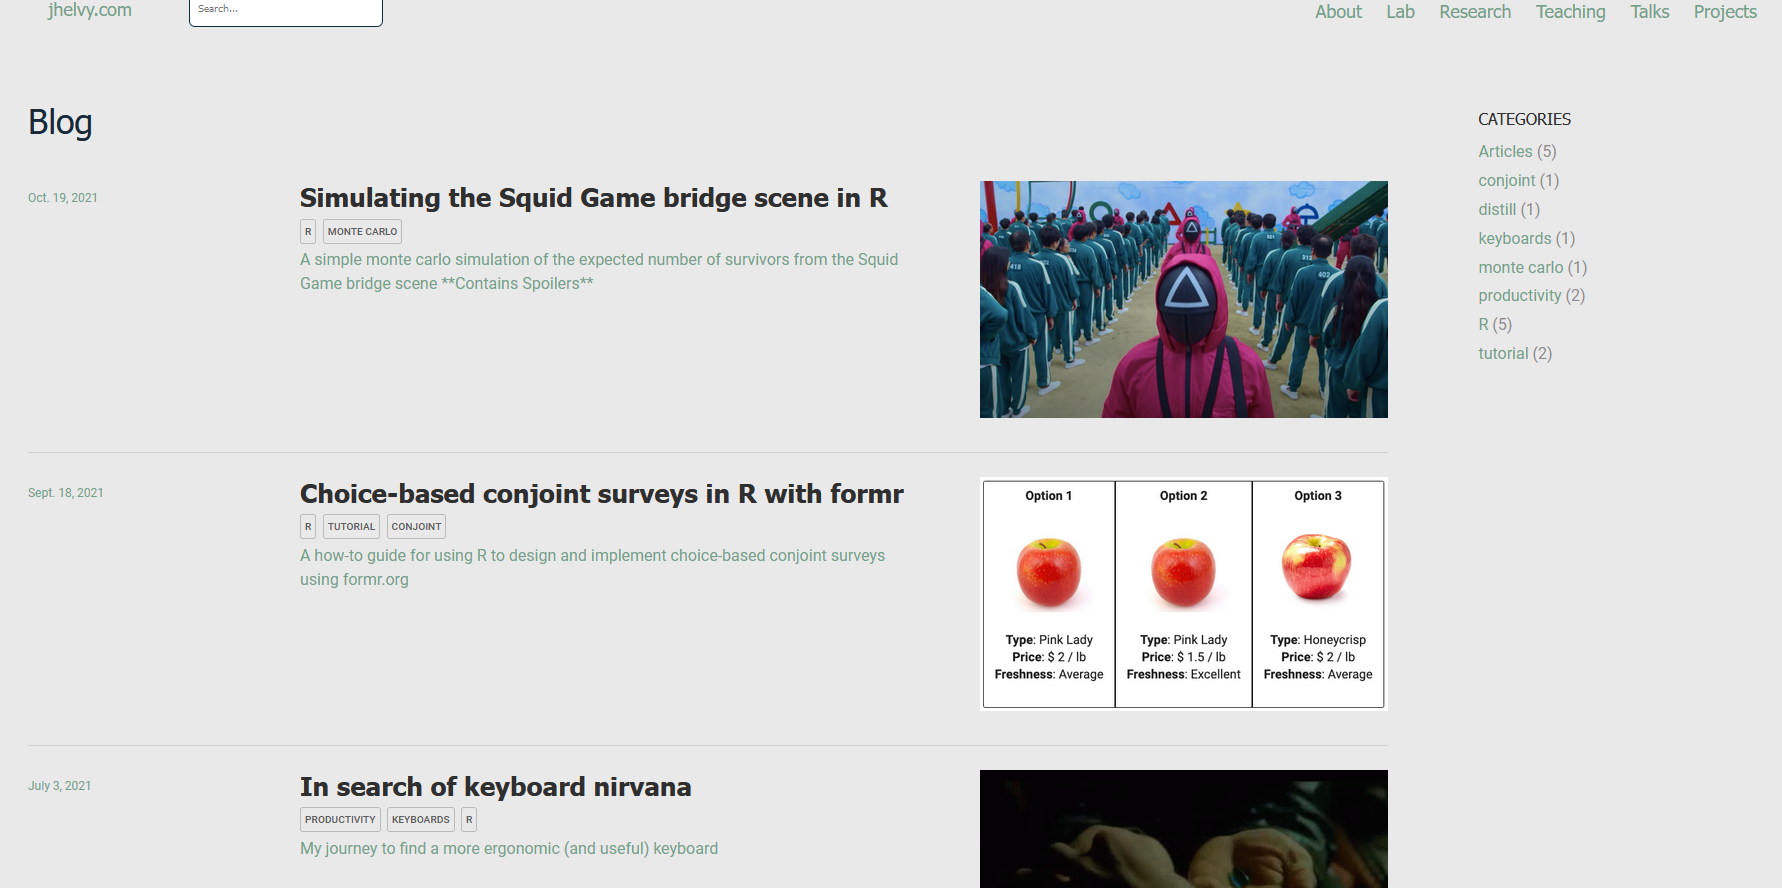 jhelvy.com
Search...
About Lab Research Teaching Talks Projects
Blog
Oct. 19, 2021
Simulating the Squid Game bridge scene in R
R MONTE CARLO
A simple monte carlo simulation of the expected number of survivors from the Squid
Game bridge scene **Contains Spoilers**
Sept. 18, 2021
Choice-based conjoint surveys in R with formr
R TUTORIAL CONJOINT
A how-to guide for using R to design and implement choice-based conjoint surveys
using formr.org
Option 1 Option 2 Option 3
Type: Pink Lady Type: Pink Lady Type: Honeycrisp
Price: $ 2 / lb Price: $ 1.5 / lb Price: $ 2 / lb
Freshness: Average Freshness: Excellent Freshness: Average
July 3, 2021
In search of keyboard nirvana
PRODUCTIVITY KEYBOARDS R
My journey to find a more ergonomic (and useful) keyboard
CATEGORIES
Articles (5)
conjoint (1)
distill (1)
keyboards (1)
monte carlo (1)
productivity (2)
R (5)
tutorial (2)